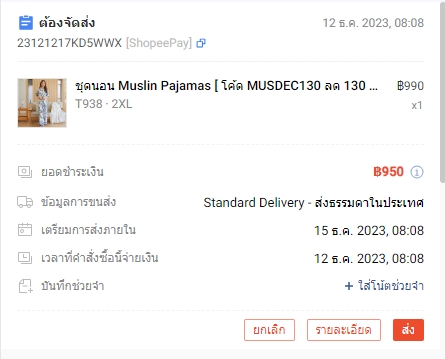 ต้องจัดส่ง 12 ธ.ค. 2023, 08:08
23121217KD5WWX [ShopeePay]
ชุดนอน Muslin Pajamas [ โค้ด MUSDEC130 ลด 130 ... ฿990
T938 · 2XL x1
ยอดชำระเงิน ฿950
ข้อมูลการขนส่ง Standard Delivery - ส่งธรรมดาในประเทศ
เตรียมการส่งภายใน 15 ธ.ค. 2023, 08:08
เวลาที่คำสั่งซื้อนี้จ่ายเงิน 12 ธ.ค. 2023, 08:08
บันทึกช่วยจำ + ใส่โน้ตช่วยจำ
ยกเลิก รายละเอียด ส่ง